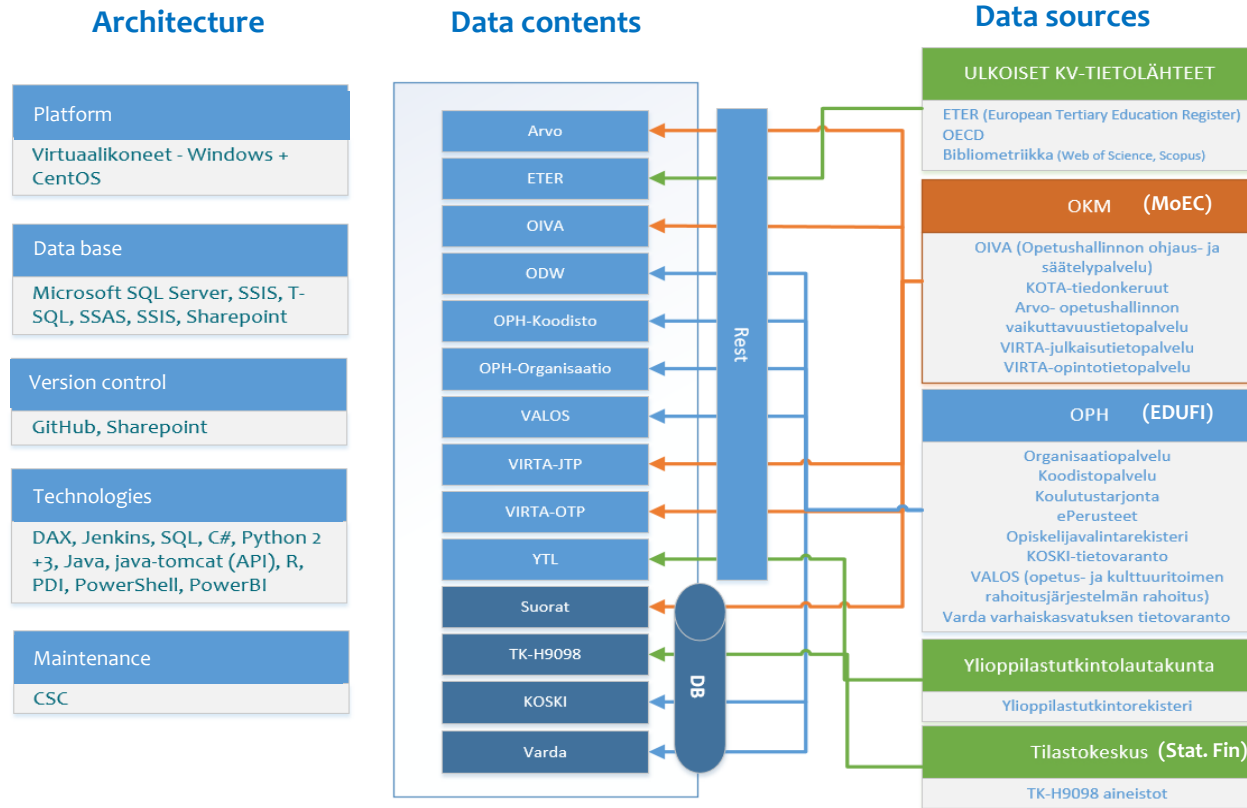 Architecture
Platform
Virtuaalikoneet - Windows +
CentOS
Data base
Microsoft SQL Server, SSIS, T-
SQL, SSAS, SSIS, Sharepoint
Version control
GitHub, Sharepoint
Technologies
DAX, Jenkins, SQL, C#, Python 2
+3, Java, java-tomcat (API), R,
PDI, PowerShell, PowerBI
Maintenance
CSC
Data contents
Arvo
ETER
OIVA
ODW
OPH-Koodisto
OPH-Organisaatio
VALOS
VIRTA-JTP
VIRTA-OTP
YTL
Suorat
TK-H9098
KOSKI
Varda
Rest
DB
Data sources
ULKOISET KV-TIETOLÄHTEET
ETER (European Tertiary Education Register)
OECD
Bibliometriikka (Web of Science, Scopus)
OKM (MoEC)
OIVA (Opetushallinnon ohjaus- ja
säätelypalvelu)
KOTA-tiedonkeruut
Arvo- opetushallinnon
vaikuttavuustietopalvelu
VIRTA-julkaisutietopalvelu
VIRTA-opintotietopalvelu
OPH (EDUFI)
Organisaatiopalvelu
Koodistopalvelu
Koulutustarjonta
ePerusteet
Opiskelijavalintarekisteri
KOSKI-tietovaranto
VALOS (opetus- ja kulttuuritoimen
rahoitusjärjestelmän rahoitus)
Varda varhaiskasvatuksen tietovaranto
Ylioppilastutkintolautakunta
Ylioppilastutkintorekisteri
Tilastokeskus (Stat. Fin)
TK-H9098 aineistot